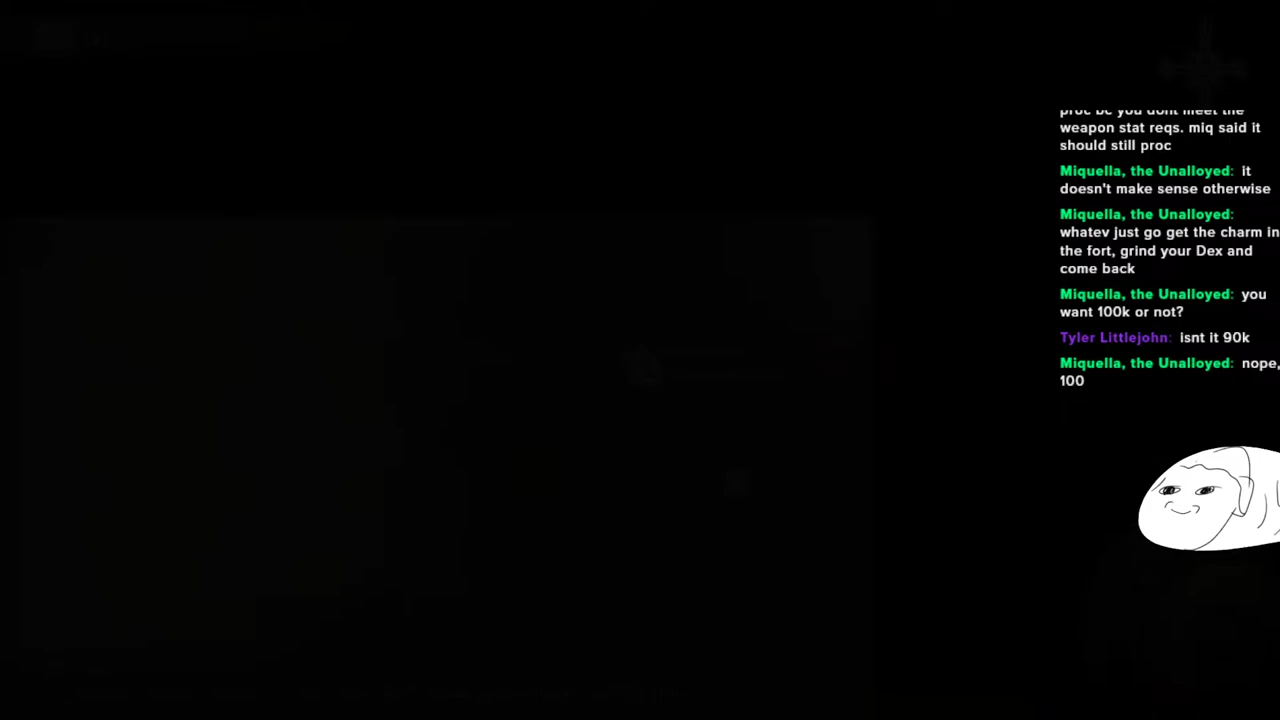 proc bc you dont meet the
weapon stat reqs. miq said it
should still proc
Miquella, the Unalloyed: it
doesn't make sense otherwise
Miquella, the Unalloyed:
whatev just go get the charm in
the fort, grind your Dex and
come back
Miquella, the Unalloyed: you
want 100k or not?
Tyler Littlejohn: isnt it 90k
Miquella, the Unalloyed: nope,
100